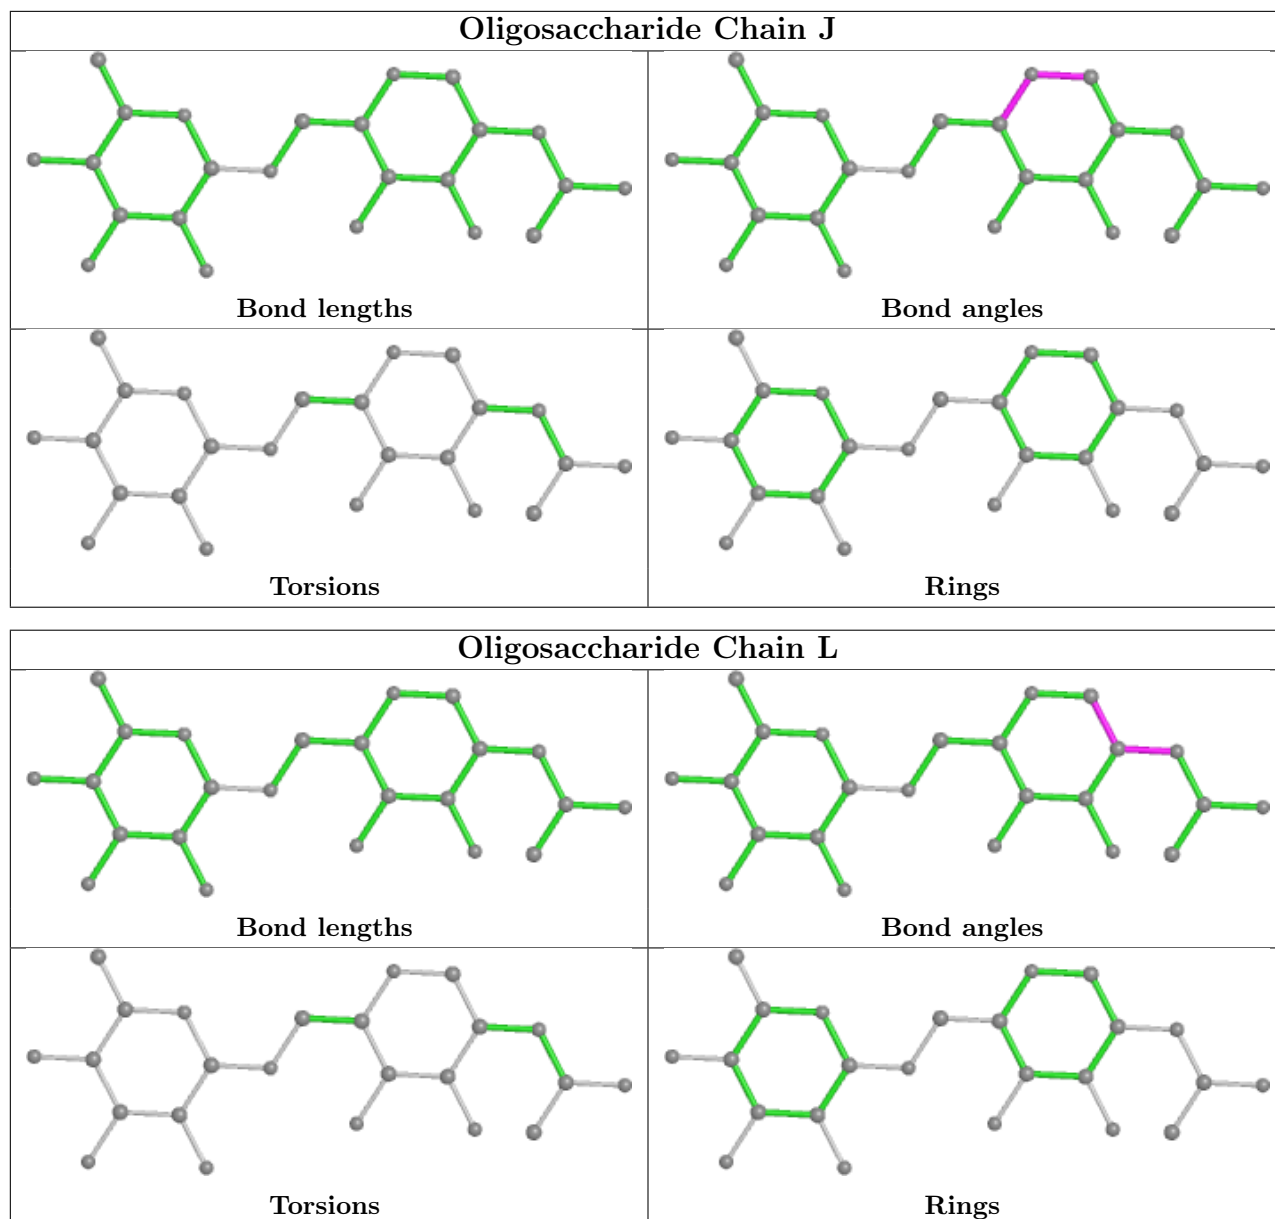 Oligosaccharide Chain J
Bond lengths
Bond angles
Torsions
Rings
Oligosaccharide Chain L
Bond lengths
Bond angles
Torsions
Rings